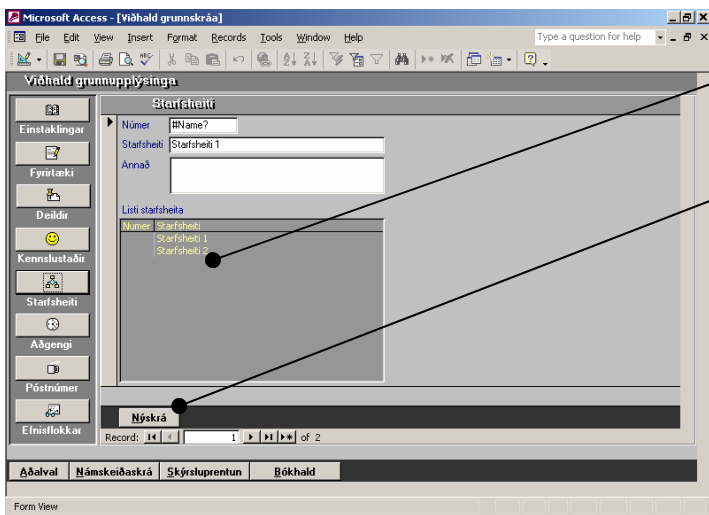 Microsoft Access - [Viðhald grunnskráa]
File Edit View Insert Format Records Tools Window Help
Type a question for help
Viðhald grunnupplýsinga
Starfsheiti
Einstaklingar
Númer #Name?
Starfsheiti Starfsheiti 1
Annað
Fyrirtæki
Listi starfsheita
Deildir
Numer Starfsheiti
Starfsheiti 1
Starfsheiti 2
Kennslustaðir
Starfsheiti
Aðgengi
Póstnúmer
Nýskrá
Efnisflokkar
Record: 1 of 2
Aðalval Námskeiðaskrá Skýrsluprentun Bókhald
Form View